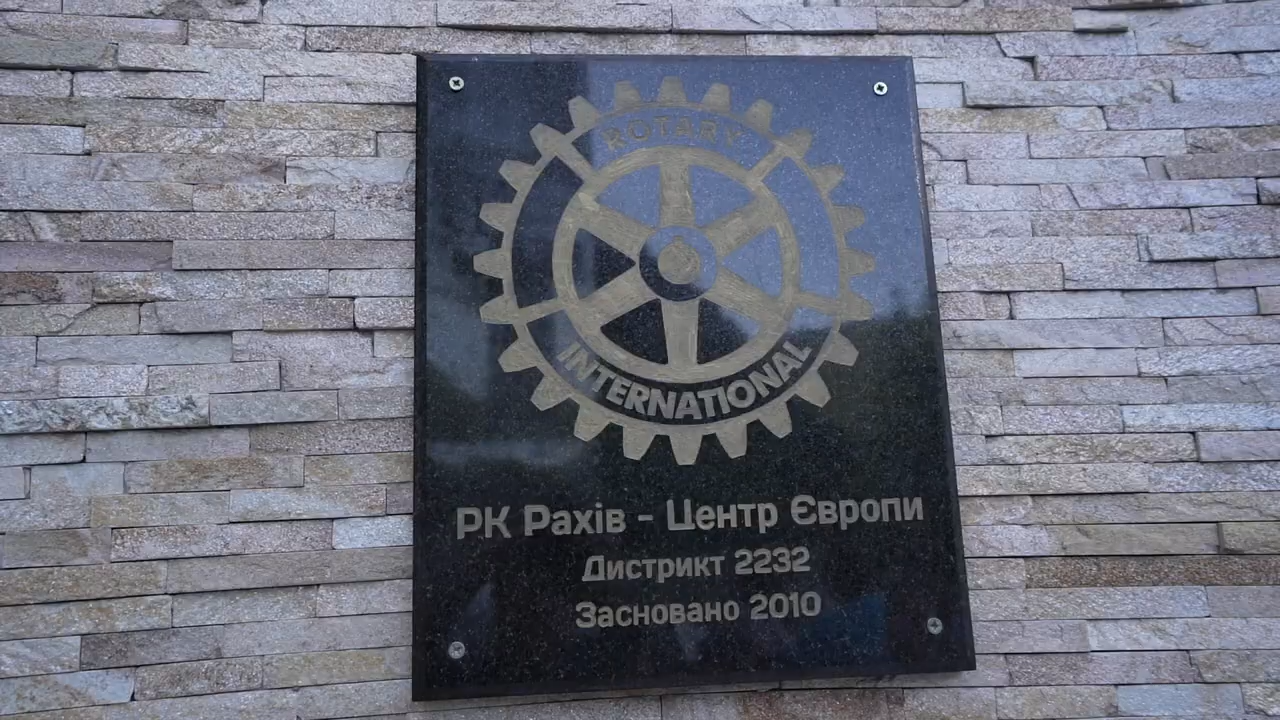 ROTARY
INTERNATIONAL
РК Рахів - Центр Європи
Дистрикт 2232
Засновано 2010